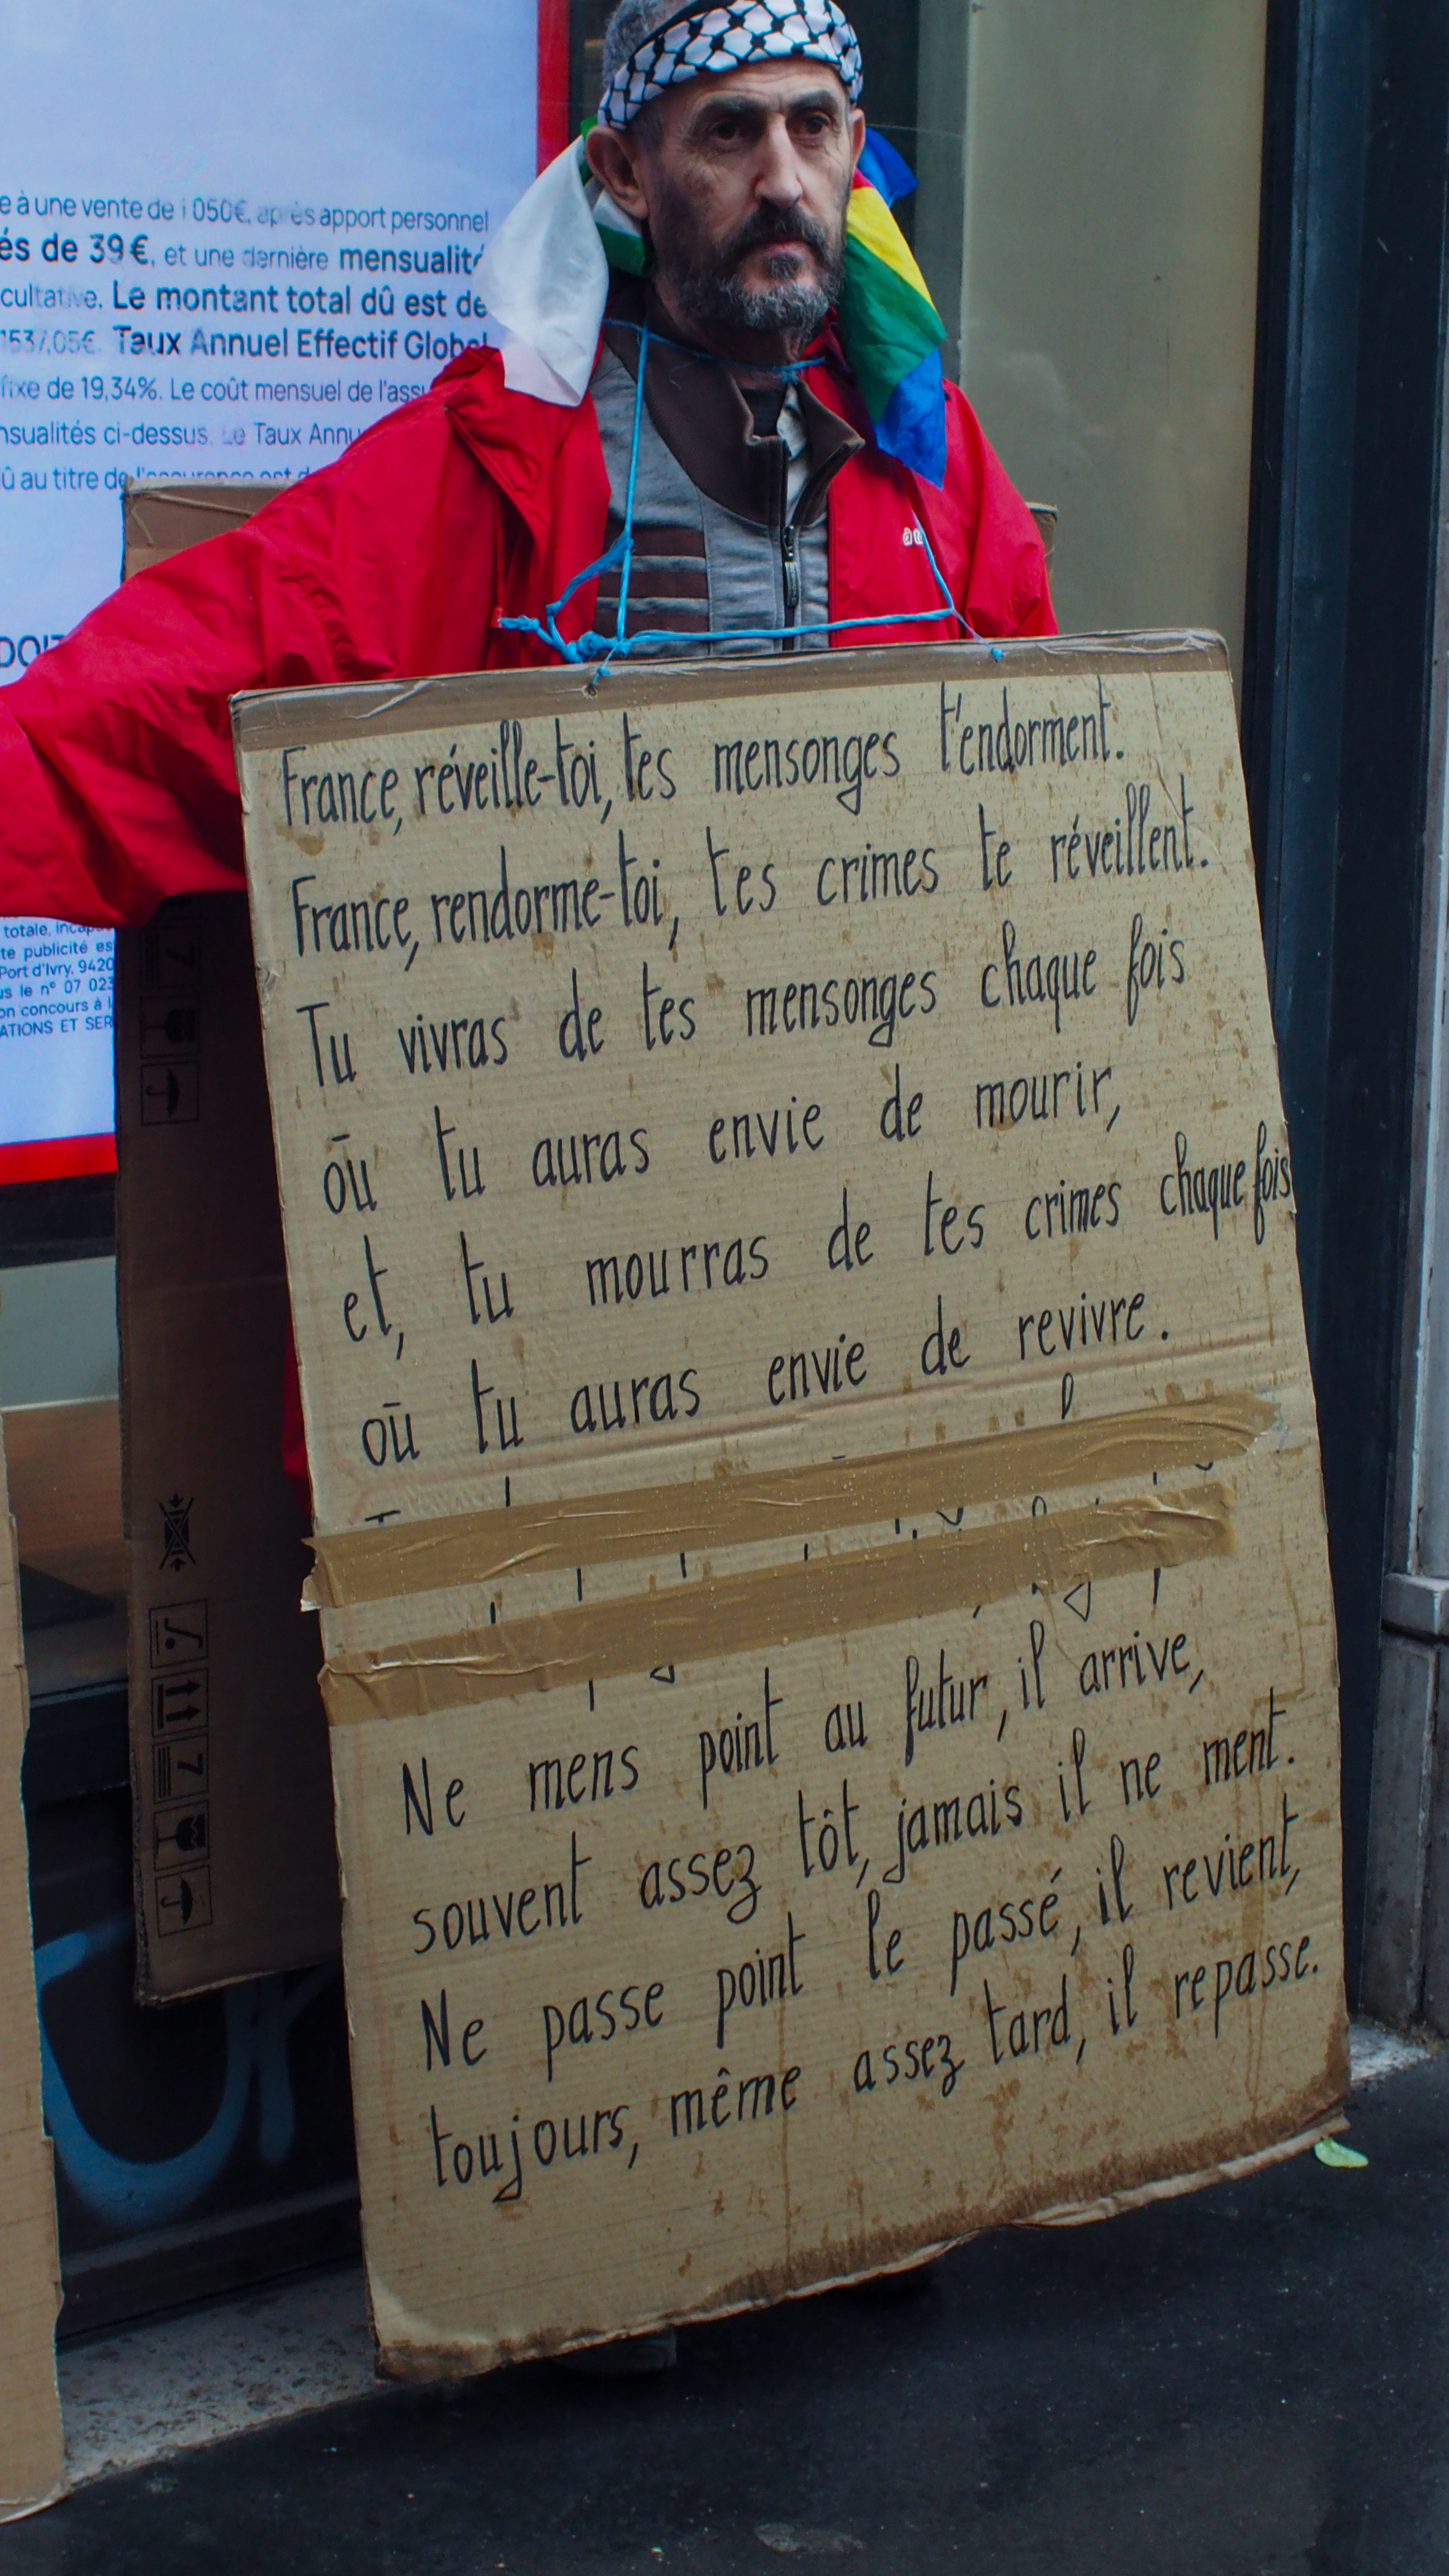 e à une vente de 1 050€, après apport personnel
és de 39€, et une dernière mensualité
cultative. Le montant total dû est de
Taux Annuel Effectif Global
fixe de 19,34%. Le coût mensuel de l'assu
nsualités ci-dessus. Le Taux Annu
û au titre de l'assurance est d
France, réveille-toi, tes mensonges t'endorment.
France, rendorme-toi, tes crimes te réveillent.
Tu vivras de tes mensonges chaque fois
où tu auras envie de mourir,
et, tu mourras de tes crimes chaque fois
où tu auras envie de revivre.
Ne mens point au futur, il arrive,
souvent assez tôt, jamais il ne ment.
Ne passe point le passé, il revient,
toujours, même assez tard, il repasse.
totale, incap
te publicité es
Port d'Ivry, 9420
us le n° 07 023
on concours à l
ATIONS ET SER
7
7